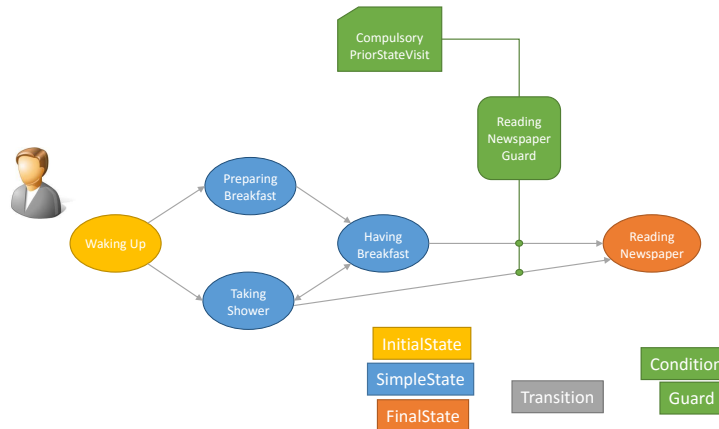 Compulsory
PriorStateVisit
Reading
Newspaper
Guard
Preparing
Breakfast
Waking Up
Having
Breakfast
Reading
Newspaper
Taking
Shower
InitialState
SimpleState
FinalState
Transition
Condition
Guard